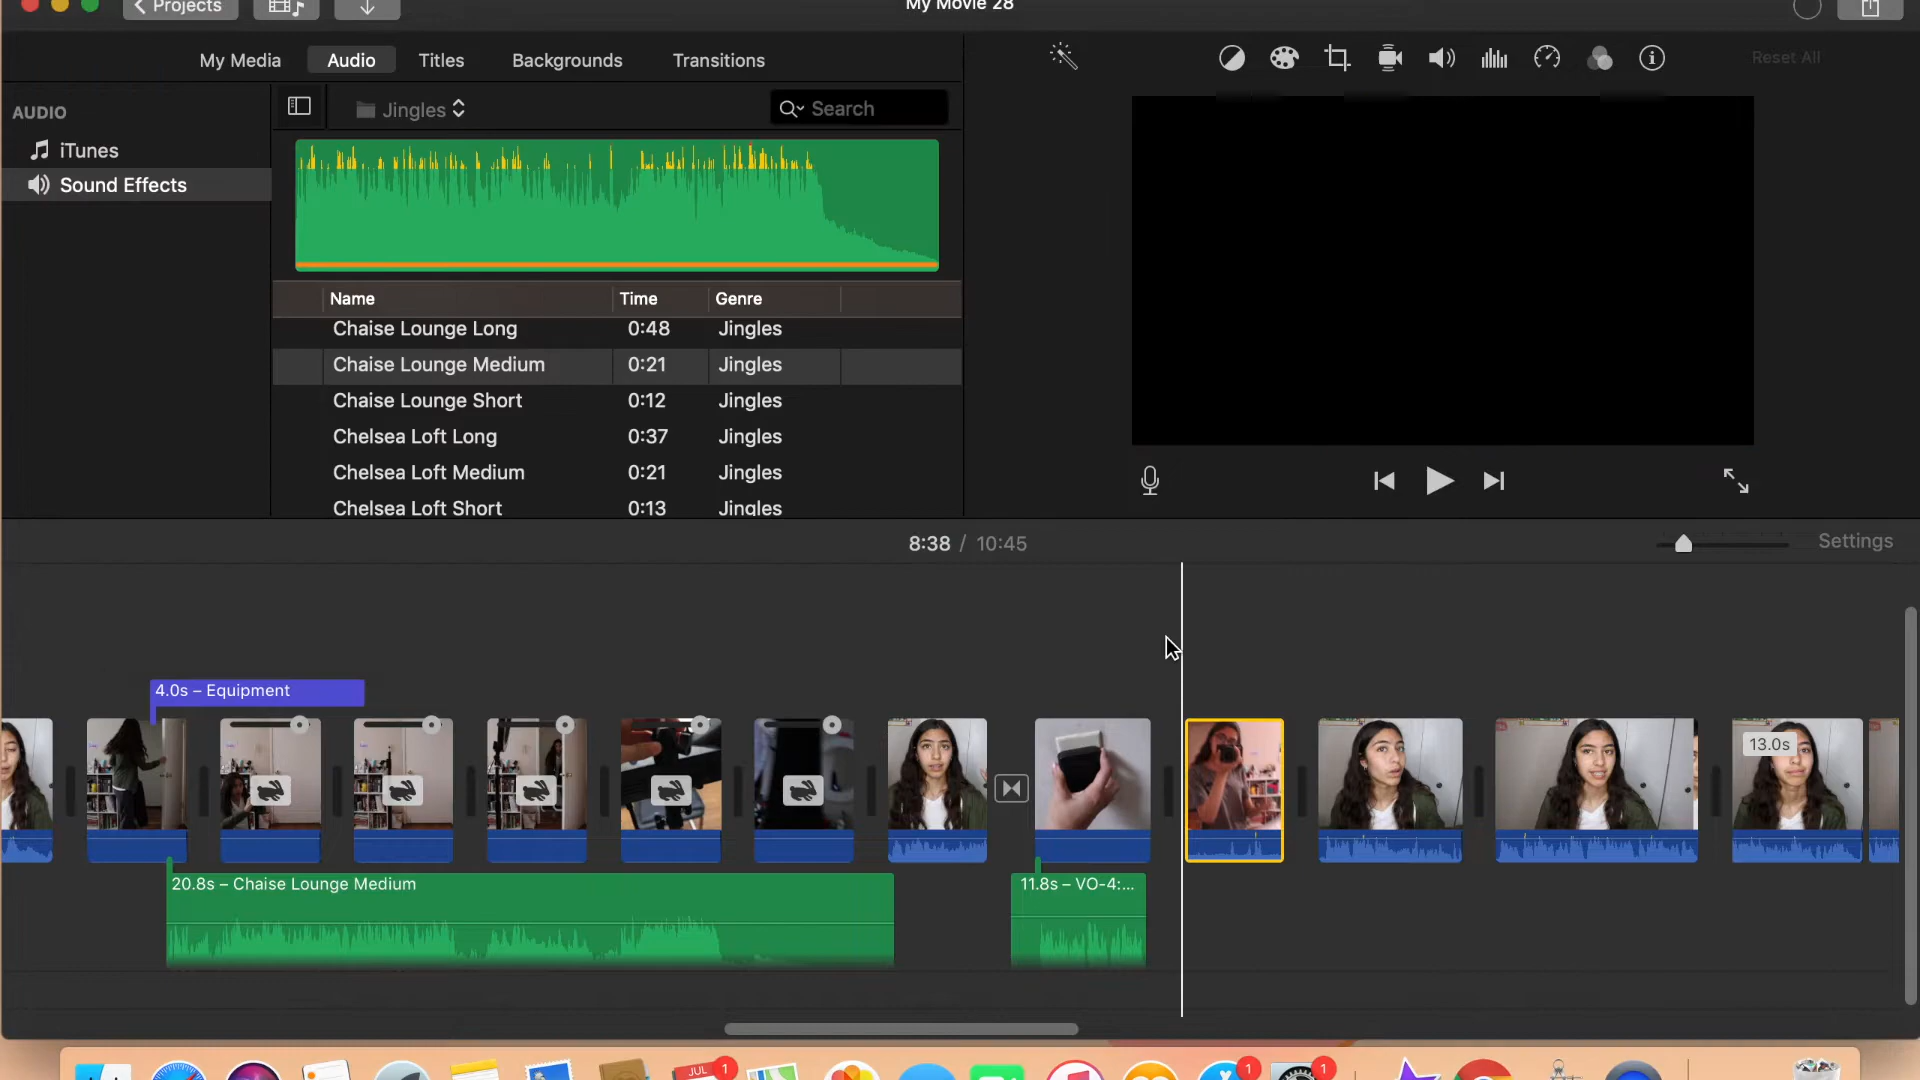 Projects
My Movie 28
My Media
Audio
Titles
Backgrounds
Transitions
Reset All
AUDIO
iTunes
Sound Effects
Jingles
Search
Name Time Genre
Chaise Lounge Long 0:48 Jingles
Chaise Lounge Medium 0:21 Jingles
Chaise Lounge Short 0:12 Jingles
Chelsea Loft Long 0:37 Jingles
Chelsea Loft Medium 0:21 Jingles
Chelsea Loft Short 0:13 Jingles
8:38 / 10:45
Settings
4.0s – Equipment
13.0s
20.8s – Chaise Lounge Medium
11.8s – VO-4:...
JUL
1
1
1